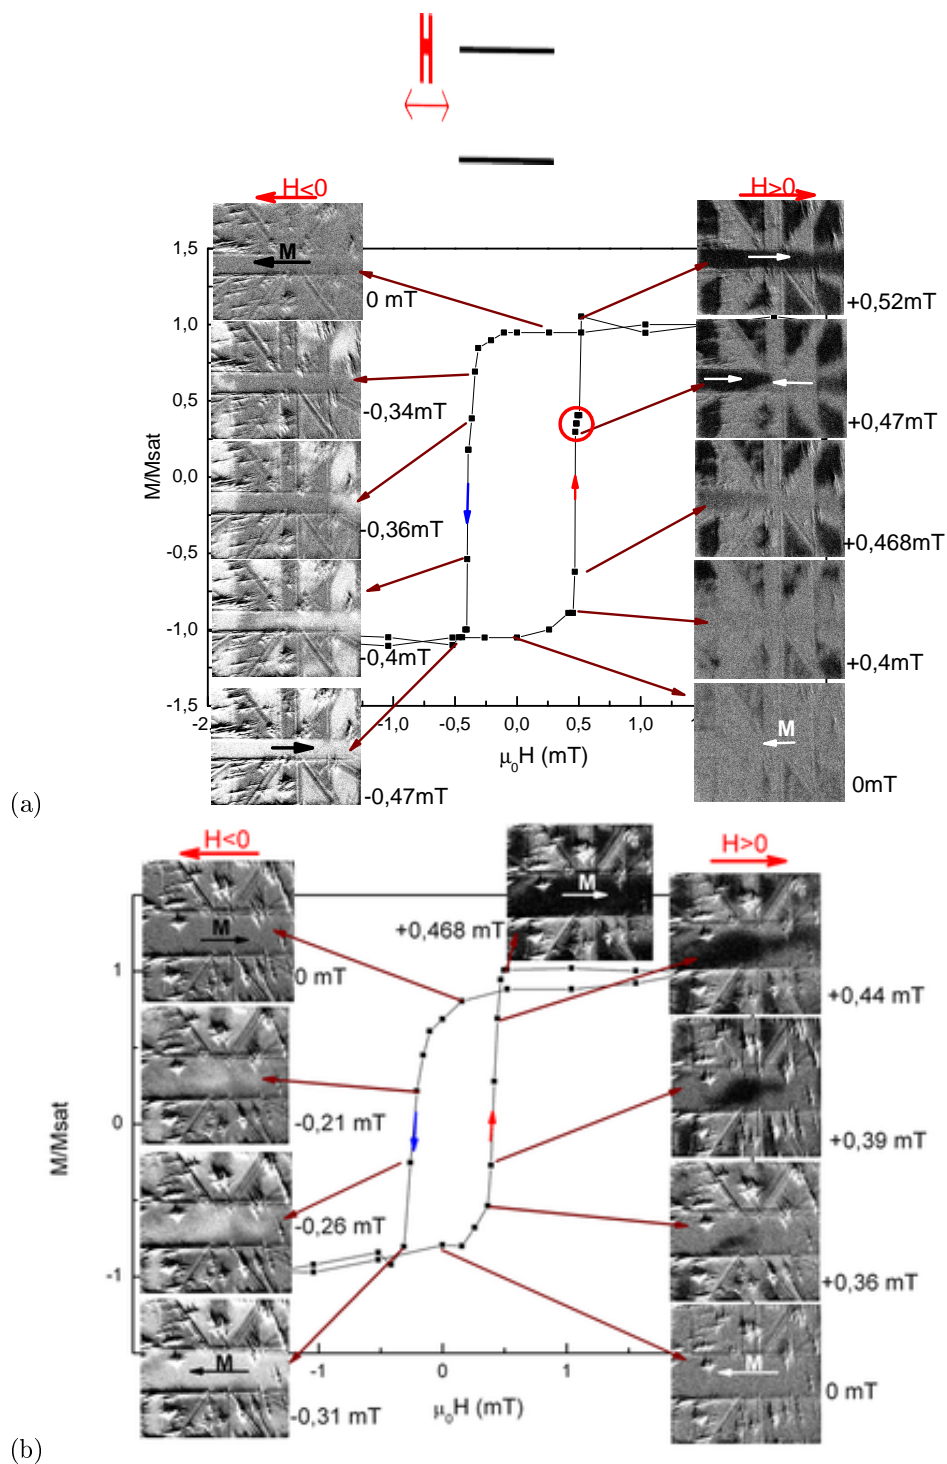 H<0
H>0
M
0 mT
-0,34mT
-0,36mT
-0,4mT
-0,47mT
+0,52mT
+0,47mT
+0,468mT
+0,4mT
M
0mT
1,5
1,0
0,5
0,0
-0,5
-1,0
-1,5
M/Msat
-2
-1,0
-0,5
0,0
0,5
1,0
1
μ0H (mT)
(a)
H<0
H>0
M
0 mT
-0,21 mT
-0,26 mT
M
-0,31 mT
+0,468 mT
M
+0,44 mT
+0,39 mT
+0,36 mT
M
0 mT
1
0
-1
M/Msat
-1
0
1
μ0H (mT)
(b)